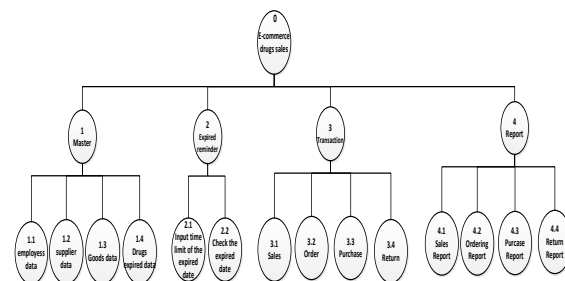 0
E-commerce
drugs sales
1
Master
2
Expired
reminder
3
Transaction
4
Report
1.1
employess
data
1.2
supplier
data
1.3
Goods data
1.4
Drugs
expired data
2.1
Input time
limit of the
expired
date
2.2
Check the
expired
date
3.1
Sales
3.2
Order
3.3
Purchase
3.4
Return
4.1
Sales
Report
4.2
Ordering
Report
4.3
Purcase
Report
4.4
Return
Report